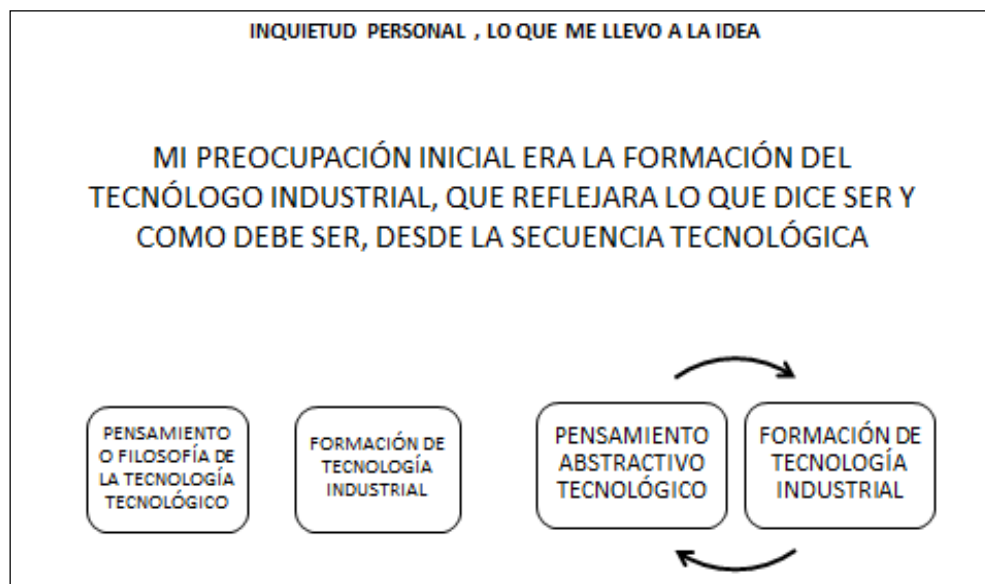 INQUIETUD PERSONAL , LO QUE ME LLEVO A LA IDEA
MI PREOCUPACIÓN INICIAL ERA LA FORMACIÓN DEL
TECNÓLOGO INDUSTRIAL, QUE REFLEJARA LO QUE DICE SER Y
COMO DEBE SER, DESDE LA SECUENCIA TECNOLÓGICA
PENSAMIENTO
O FILOSOFÍA DE
LA TECNOLOGÍA
TECNOLÓGICO
FORMACIÓN DE
TECNOLOGÍA
INDUSTRIAL
PENSAMIENTO
ABSTRACTIVO
TECNOLÓGICO
FORMACIÓN DE
TECNOLOGÍA
INDUSTRIAL